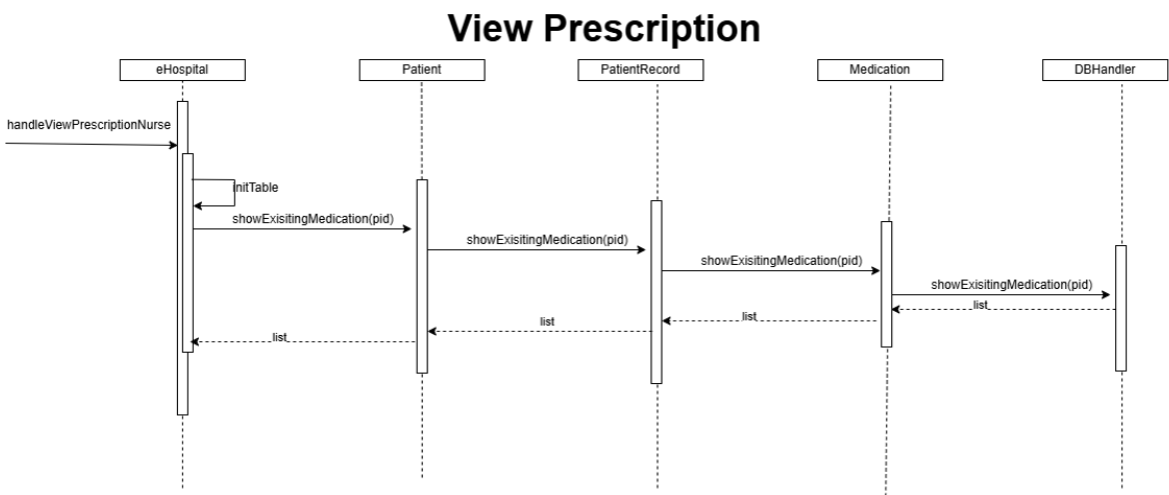 View Prescription
eHospital
Patient
PatientRecord
Medication
DBHandler
handleViewPrescriptionNurse
initTable
showExisitingMedication(pid)
showExisitingMedication(pid)
showExisitingMedication(pid)
showExisitingMedication(pid)
list
list
list
list